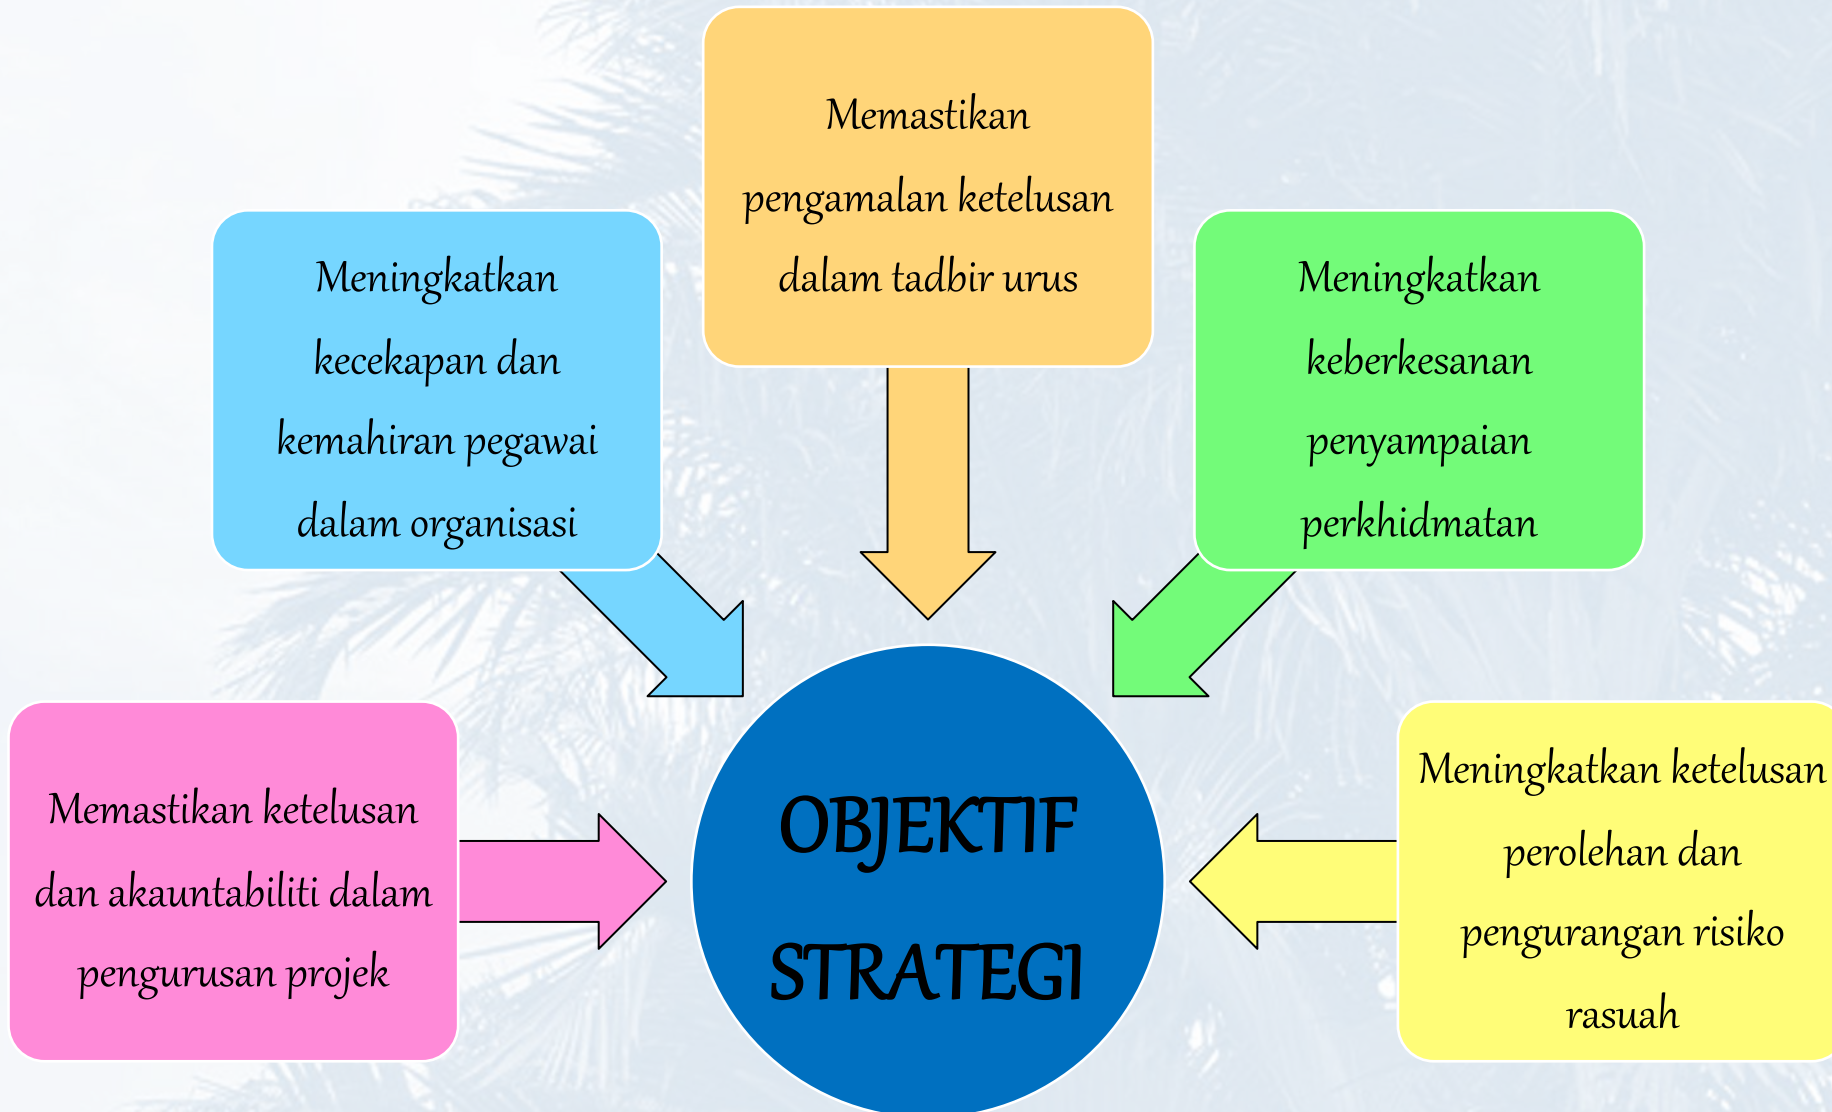 Memastikan
pengamalan ketelusan
dalam tadbir urus
Meningkatkan
kecekapan dan
kemahiran pegawai
dalam organisasi
Meningkatkan
keberkesanan
penyampaian
perkhidmatan
Memastikan ketelusan
dan akauntabiliti dalam
pengurusan projek
OBJEKTIF
STRATEGI
Meningkatkan ketelusan
perolehan dan
pengurangan risiko
rasuah